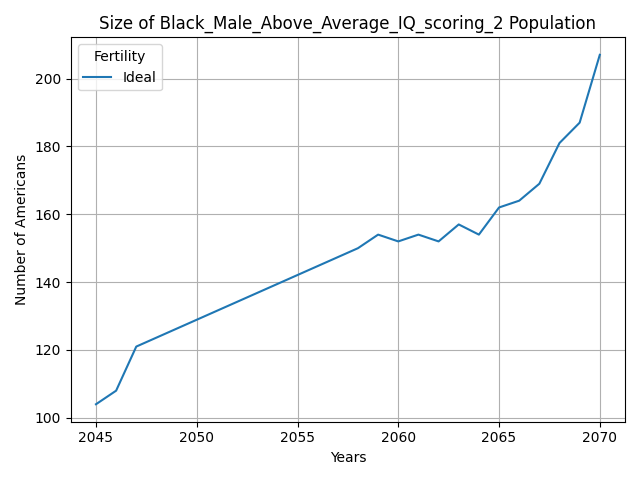 Size of Black_Male_Above_Average_IQ_scoring_2 Population
Fertility
Ideal
Number of Americans
200
180
160
140
120
100
2045 2050 2055 2060 2065 2070
Years